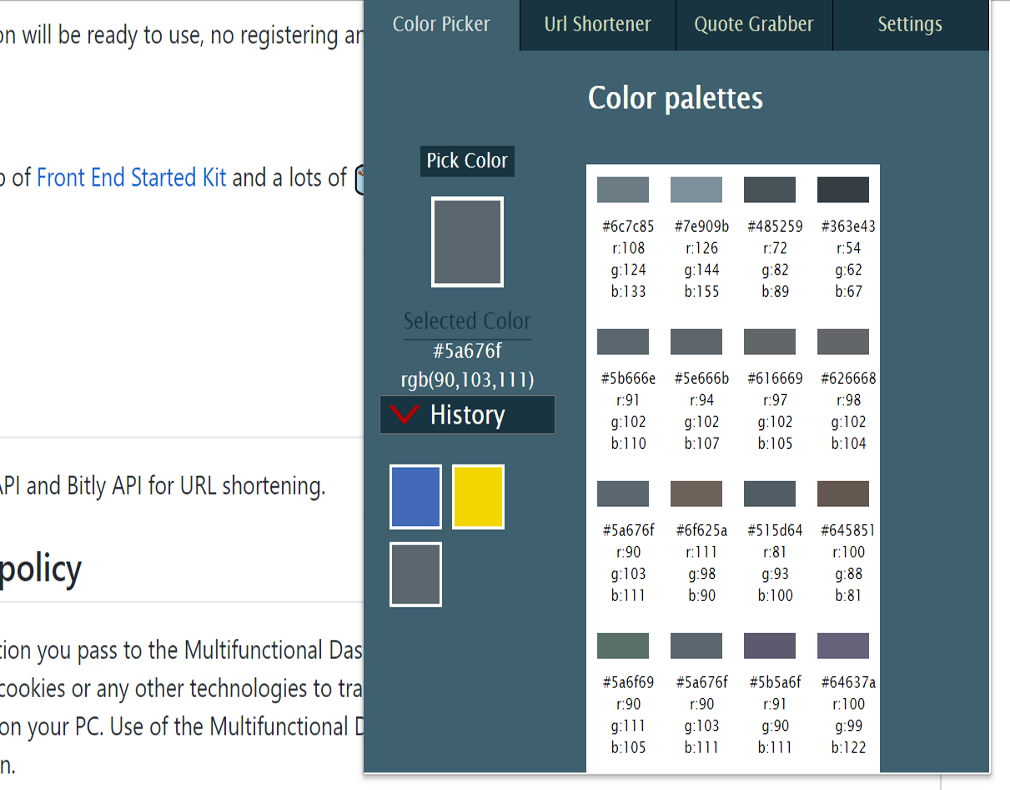 on will be ready to use, no registering an
p of Front End Started Kit and a lots of
API and Bitly API for URL shortening.
policy
tion you pass to the Multifunctional Das
cookies or any other technologies to tra
on your PC. Use of the Multifunctional D
n.
Color Picker Url Shortener Quote Grabber Settings
Color palettes
Pick Color
Selected Color
#5a676f
rgb(90,103,111)
History
#6c7c85 #7e909b #485259 #363e43
r:108 r:126 r:72 r:54
g:124 g:144 g:82 g:62
b:133 b:155 b:89 b:67
#5b666e #5e666b #616669 #626668
r:91 r:94 r:97 r:98
g:102 g:102 g:102 g:102
b:110 b:107 b:105 b:104
#5a676f #6f625a #515d64 #645851
r:90 r:111 r:81 r:100
g:103 g:98 g:93 g:88
b:111 b:90 b:100 b:81
#5a6f69 #5a676f #5b5a6f #64637a
r:90 r:90 r:91 r:100
g:111 g:103 g:90 g:99
b:105 b:111 b:111 b:122